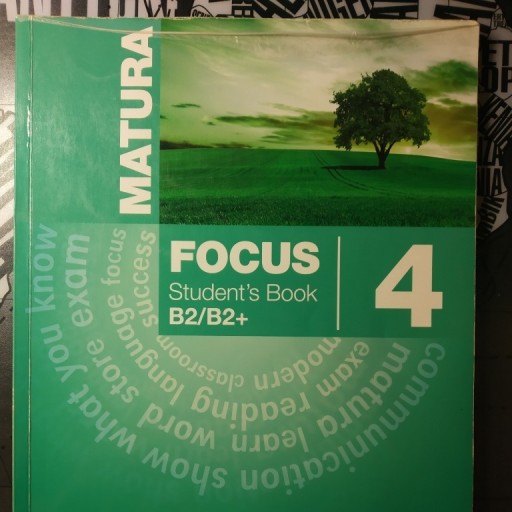 MATURA
FOCUS
Student's Book
B2/B2+
4
focus
success
language
classroom
modern
store exam
word
reading
exam
learn
matura
what you know
show
communication